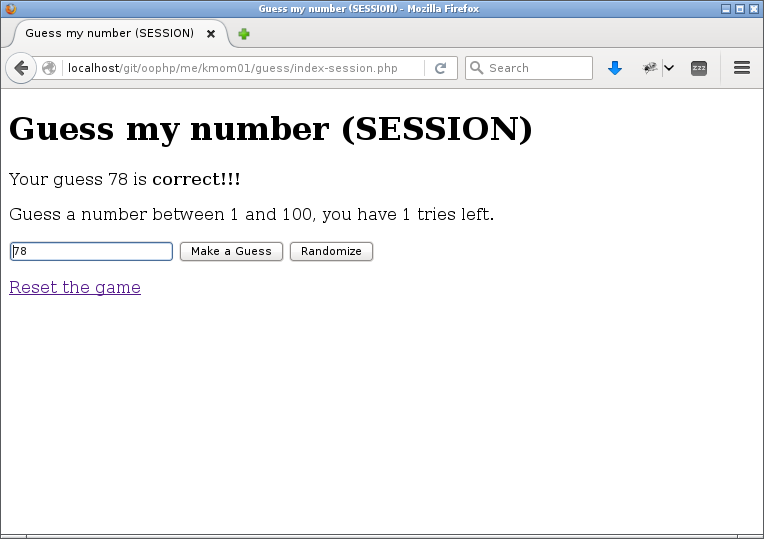 Guess my number (SESSION) - Mozilla Firefox
Guess my number (SESSION)
localhost/git/oophp/me/kmom01/guess/index-session.php
Search
zzz
Guess my number (SESSION)
Your guess 78 is correct!!!
Guess a number between 1 and 100, you have 1 tries left.
78 Make a Guess Randomize
Reset the game